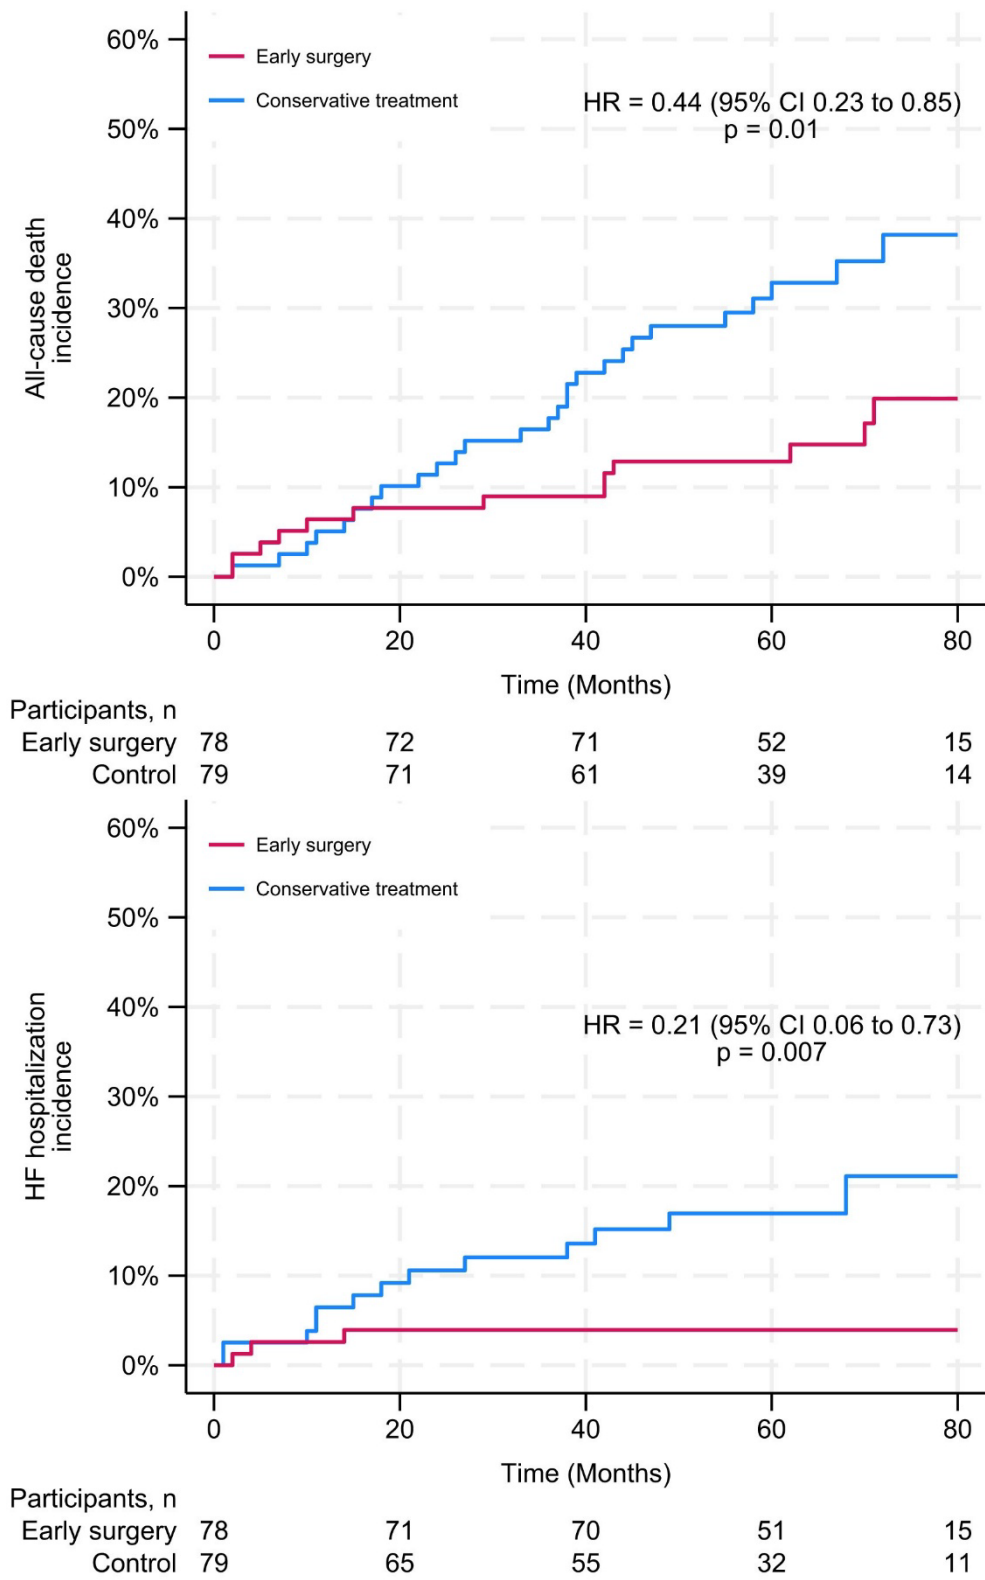 60%
Early surgery
Conservative treatment
HR = 0.44 (95% CI 0.23 to 0.85)
p = 0.01
50%
40%
30%
20%
10%
0%
All-cause death
incidence
0 20 40 60 80
Time (Months)
Participants, n
Early surgery 78 72 71 52 15
Control 79 71 61 39 14
60%
Early surgery
Conservative treatment
50%
40%
HR = 0.21 (95% CI 0.06 to 0.73)
p = 0.007
30%
20%
10%
0%
HF hospitalization
incidence
0 20 40 60 80
Time (Months)
Participants, n
Early surgery 78 71 70 51 15
Control 79 65 55 32 11